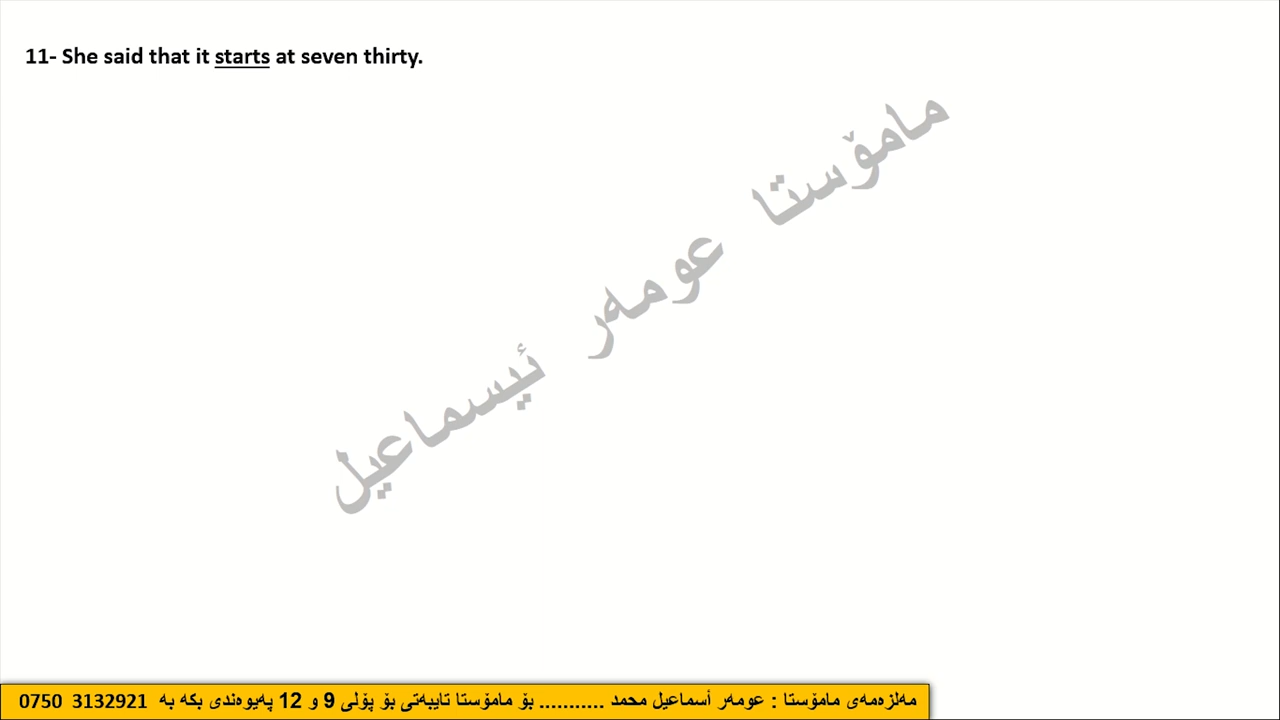 11- She said that it starts at seven thirty.
مامۆستا عومەر ئیسماعیل
مەلزەمەی مامۆستا : عومەر أسماعیل محمد ........... بۆ مامۆستا تایبەتی بۆ پۆلی 9 و 12 پەیوەندی بکە بە 3132921 0750